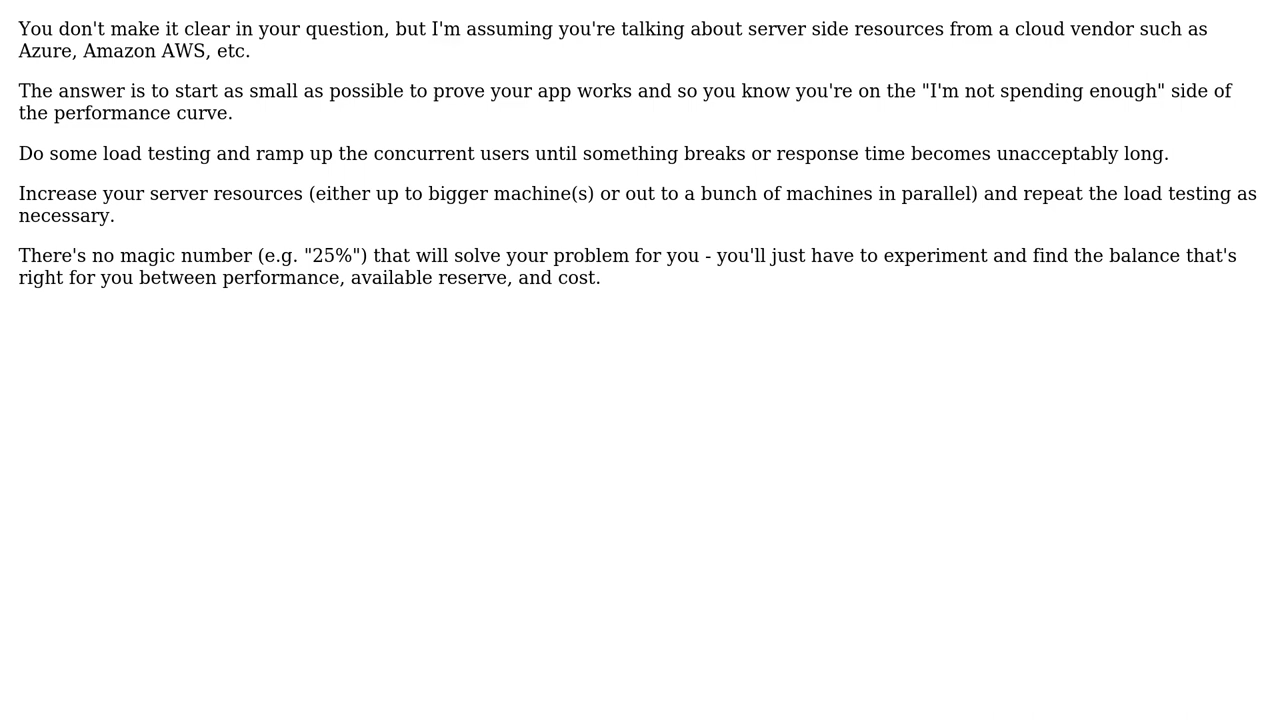 You don't make it clear in your question, but I'm assuming you're talking about server side resources from a cloud vendor such as
Azure, Amazon AWS, etc.
The answer is to start as small as possible to prove your app works and so you know you're on the "I'm not spending enough" side of
the performance curve.
Do some load testing and ramp up the concurrent users until something breaks or response time becomes unacceptably long.
Increase your server resources (either up to bigger machine(s) or out to a bunch of machines in parallel) and repeat the load testing as
necessary.
There's no magic number (e.g. "25%") that will solve your problem for you - you'll just have to experiment and find the balance that's
right for you between performance, available reserve, and cost.